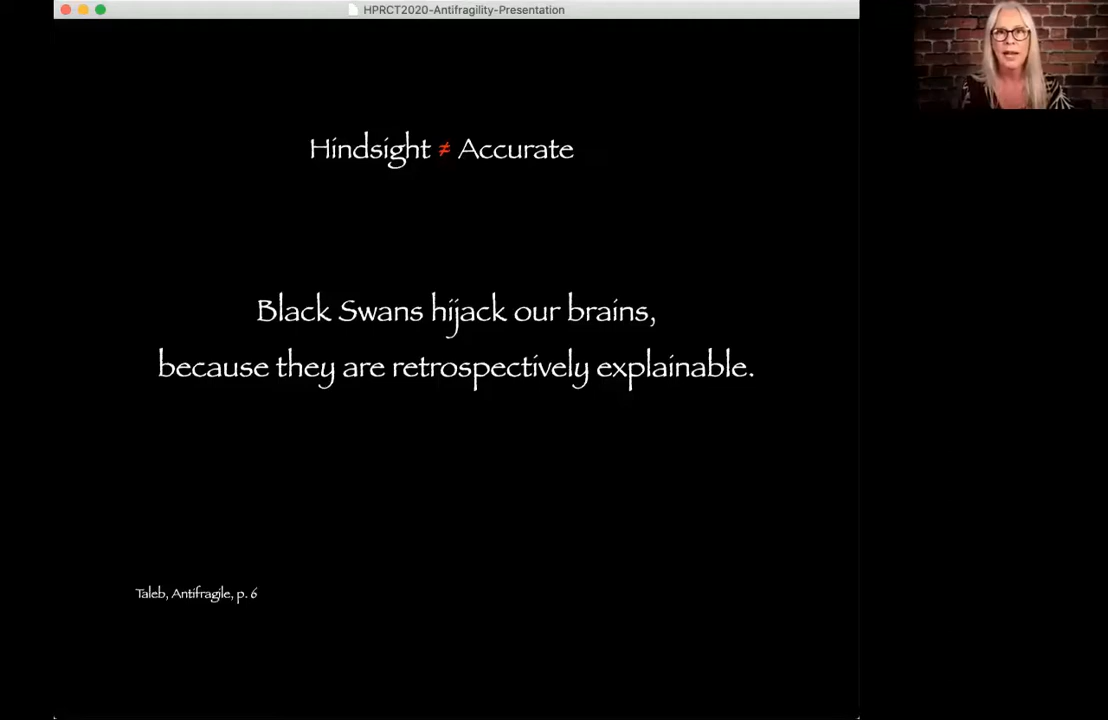 HPRCT2020-Antifragility-Presentation
Hindsight ≠ Accurate
Black Swans hijack our brains,
because they are retrospectively explainable.
Taleb, Antifragile, p. 6